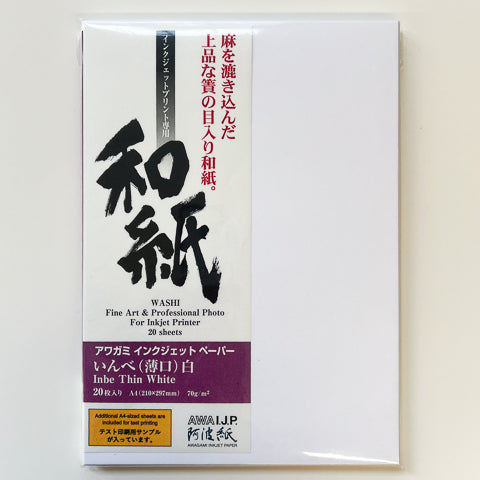 麻を漉き込んだ
上品な簀の目入り和紙。
インクジェットプリント専用
和紙
WASHI
Fine Art & Professional Photo
For Inkjet Printer
20 sheets
アワガミ インクジェット ペーパー
いんべ（薄口）白
Inbe Thin White
20枚入り A4（210×297mm） 70g/m²
Additional A4-sized sheets are
included for test printing
テスト印刷用サンプル
が入っています。
AWA I.J.P.
阿波紙
AWAGAMI INKJET PAPER